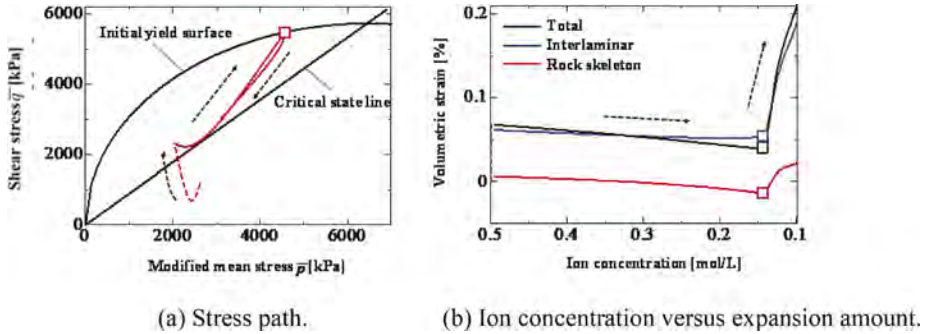 6000
5000
4000
2000
0
Shear stress q̅ [kPa]
Initial yield surface
Critical state line
0 2000 4000 6000
Modified mean stress p̅ [kPa]
(a) Stress path.
0.2
0.1
0
Volumetric strain [%]
Total
Interlaminar
Rock skeleton
0.5 0.4 0.3 0.2 0.1
Ion concentration [mol/L]
(b) Ion concentration versus expansion amount.